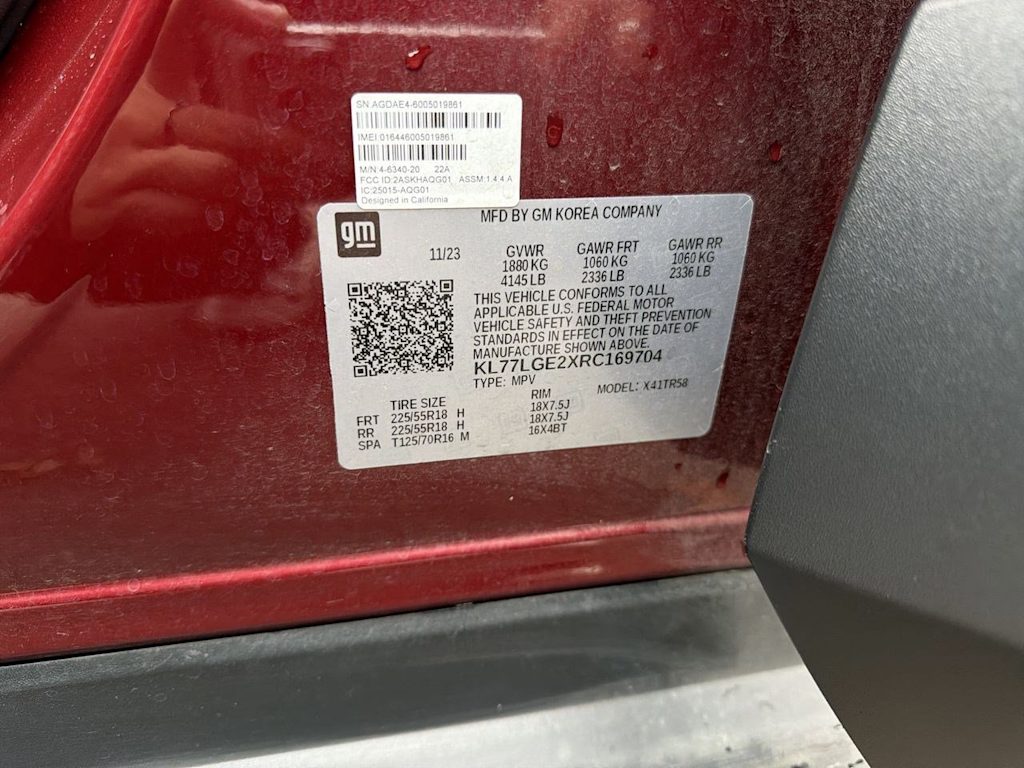 SN:AGDAE4-6005019861
IMEI:016446005019861
M/N:4-6340-20 22A
FCC ID:2ASKHAQG01 ASSM:1.4.4 A
IC:25015-AQG01
Designed in California
gm
MFD BY GM KOREA COMPANY
11/23 GVWR GAWR FRT GAWR RR
1880 KG 1060 KG 1060 KG
4145 LB 2336 LB 2336 LB
THIS VEHICLE CONFORMS TO ALL
APPLICABLE U.S. FEDERAL MOTOR
VEHICLE SAFETY AND THEFT PREVENTION
STANDARDS IN EFFECT ON THE DATE OF
MANUFACTURE SHOWN ABOVE.
KL77LGE2XRC169704
TYPE: MPV MODEL: X41TR58
TIRE SIZE RIM
FRT 225/55R18 H 18X7.5J
RR 225/55R18 H 18X7.5J
SPA T125/70R16 M 16X4BT